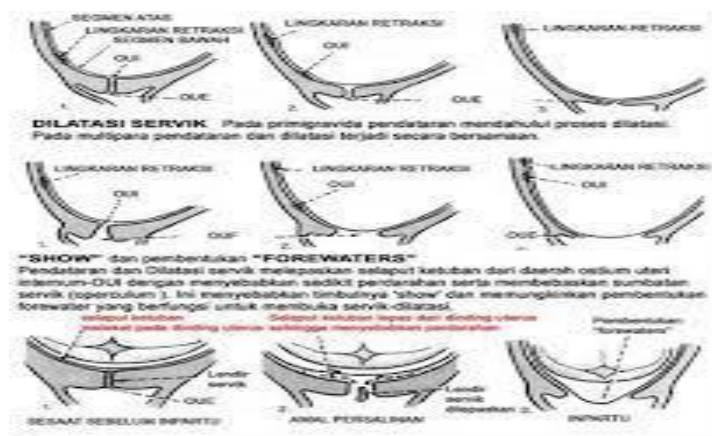 SEGMEN ATAS
LINGKARAN RETRAKSI
SEGMEN BAWAH
OUI
OUE
1.
LINGKARAN RETRAKSI
OUI
OUE
2.
LINGKARAN RETRAKSI
3.
DILATASI SERVIK Pada primigravida pendataran mendahului proses dilatasi.
Pada multipara pendataran dan dilatasi terjadi secara bersamaan.
LINGKARAN RETRAKSI
OUI
OUE
1.
LINGKARAN RETRAKSI
OUI
2.
LINGKARAN RETRAKSI
OUI
OUE
"SHOW" dan pembentukan "FOREWATERS"
Pendataran dan Dilatasi servik melepaskan selaput ketuban dari daerah ostium uteri
internum-OUI dengan menyebabkan sedikit perdarahan serta membebaskan sumbatan
servik (operculum ). Ini menyebabkan timbulnya 'show' dan memungkinkan pembentukan
forewater yang berfungsi untuk membuka servik-dilatasi.
selaput ketuban
melekat pada dinding uterus
Selaput ketuban lepas dari dinding uterus
sehingga menyebabkan perdarahan
Pembentukan
"forewaters"
Lendir
servik
OUE
1.
SESAAT SEBELUM INPARTU
Lendir
servik
dilepaskan
2.
AWAL PERSALINAN
3.
INPARTU